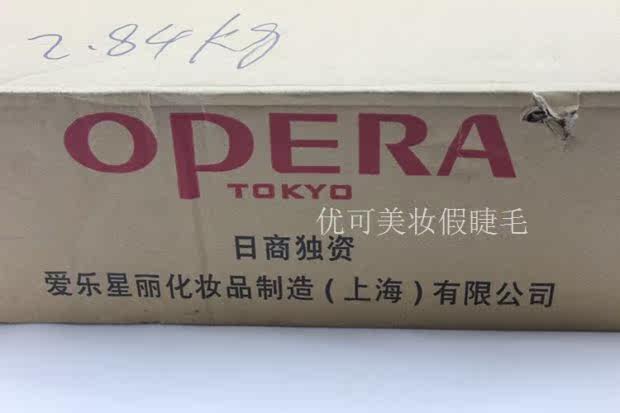 2.84kg
OPERA
TOKYO
优可美妆假睫毛
日商独资
爱乐星丽化妆品制造(上海)有限公司